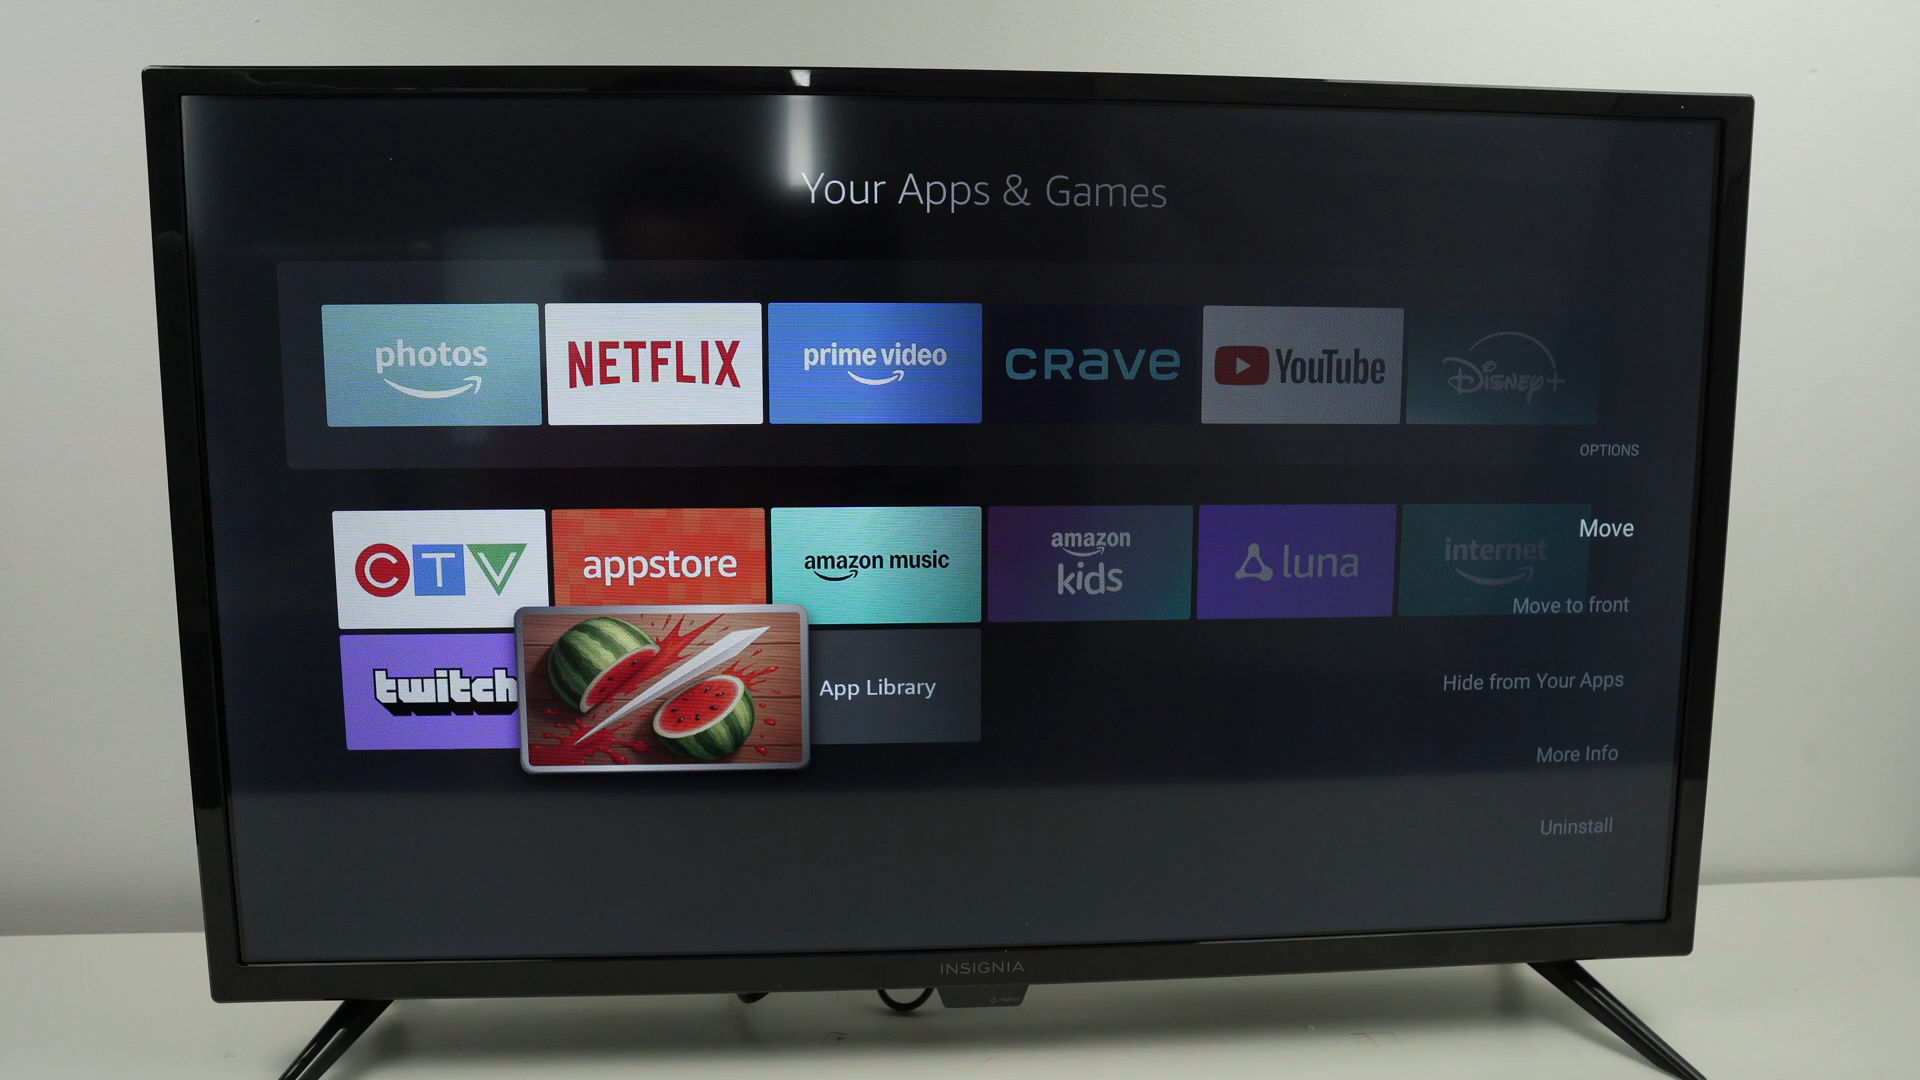 Your Apps & Games
photos
NETFLIX
prime video
CRAVE
YouTube
Disney+
OPTIONS
CTV
appstore
amazon music
amazon
kids
luna
internet
Move
Move to front
twitch
App Library
Hide from Your Apps
More Info
Uninstall
INSIGNIA